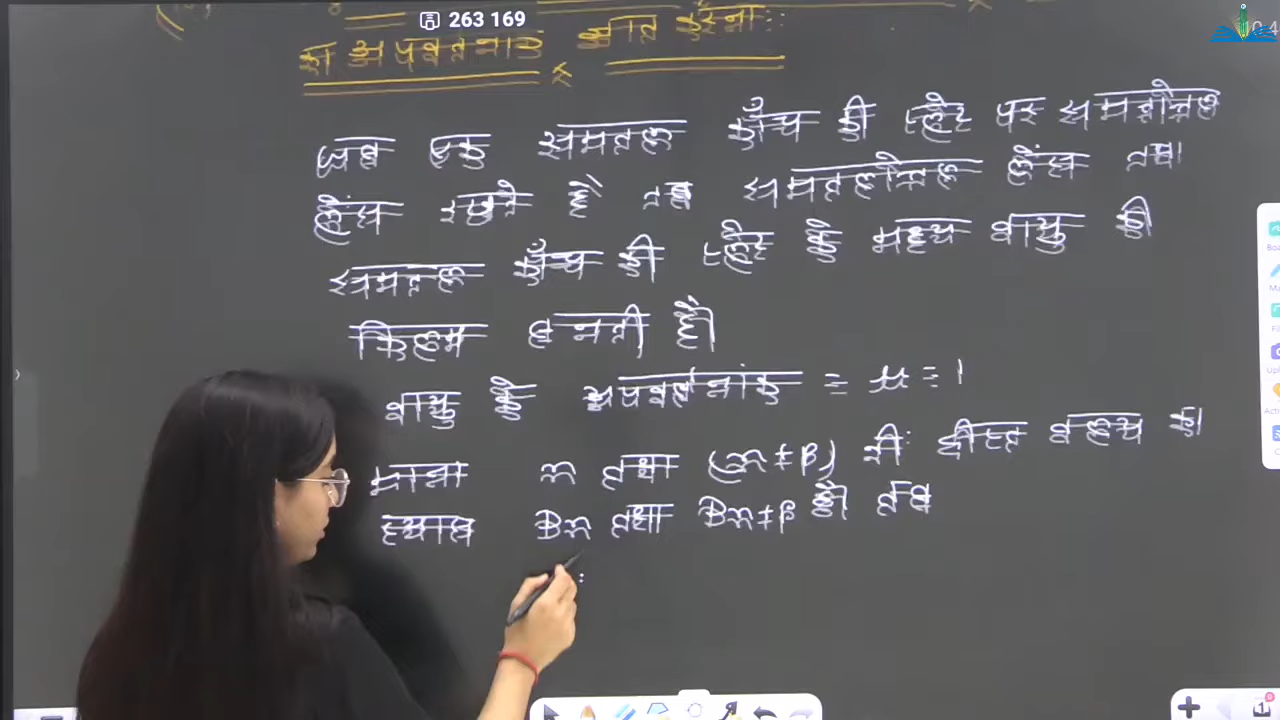 263 169
का अपवर्तनांक ज्ञात करना::
जब एक समतल काँच की प्लेट पर समतलोत्तल
लेंस रखते हैं तब समतलोत्तल लेंस तथा
समतल काँच की प्लेट के मध्य वायु की
फिल्म बनती है।
वायु के अपवर्तनांक = μ = 1
माना n तथा (n+p) वीं दीप्त वलय का
व्यास Dn तथा Dn+p हो तब